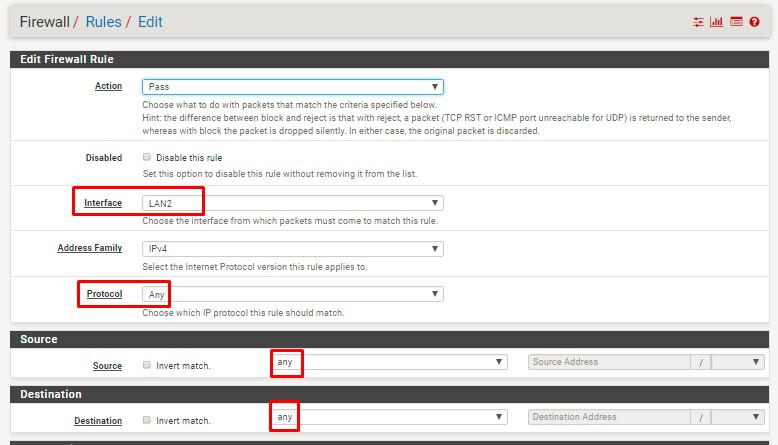 Firewall / Rules / Edit
Edit Firewall Rule
Action Pass
Choose what to do with packets that match the criteria specified below.
Hint: the difference between block and reject is that with reject, a packet (TCP RST or ICMP port unreachable for UDP) is returned to the sender,
whereas with block the packet is dropped silently. In either case, the original packet is discarded.
Disabled Disable this rule
Set this option to disable this rule without removing it from the list.
Interface LAN2
Choose the interface from which packets must come to match this rule.
Address Family IPv4
Select the Internet Protocol version this rule applies to.
Protocol Any
Choose which IP protocol this rule should match.
Source
Source Invert match. any Source Address /
Destination
Destination Invert match. any Destination Address /